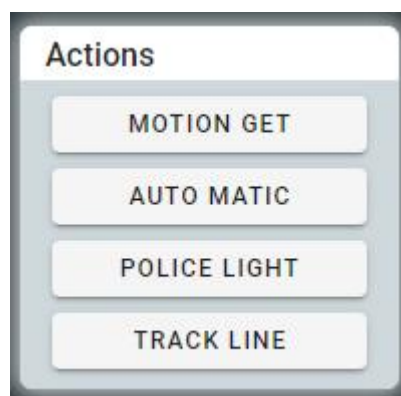 Actions
MOTION GET
AUTO MATIC
POLICE LIGHT
TRACK LINE